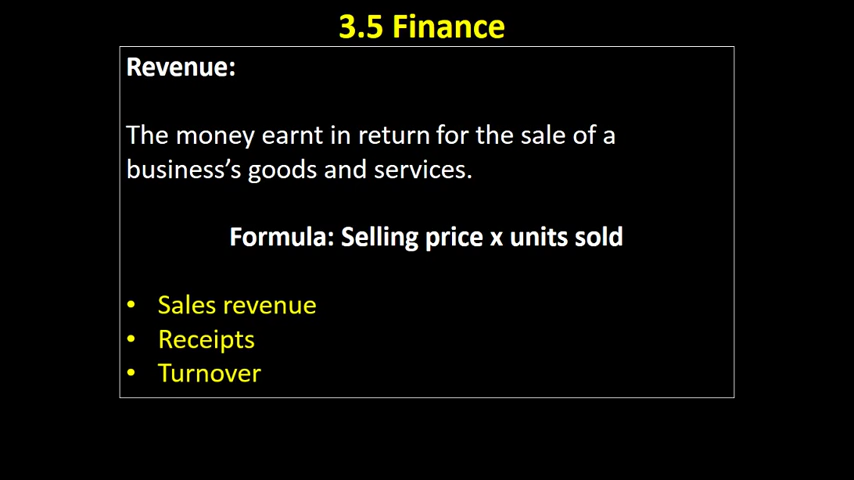 3.5 Finance
Revenue:
The money earnt in return for the sale of a
business’s goods and services.
Formula: Selling price x units sold
• Sales revenue
• Receipts
• Turnover